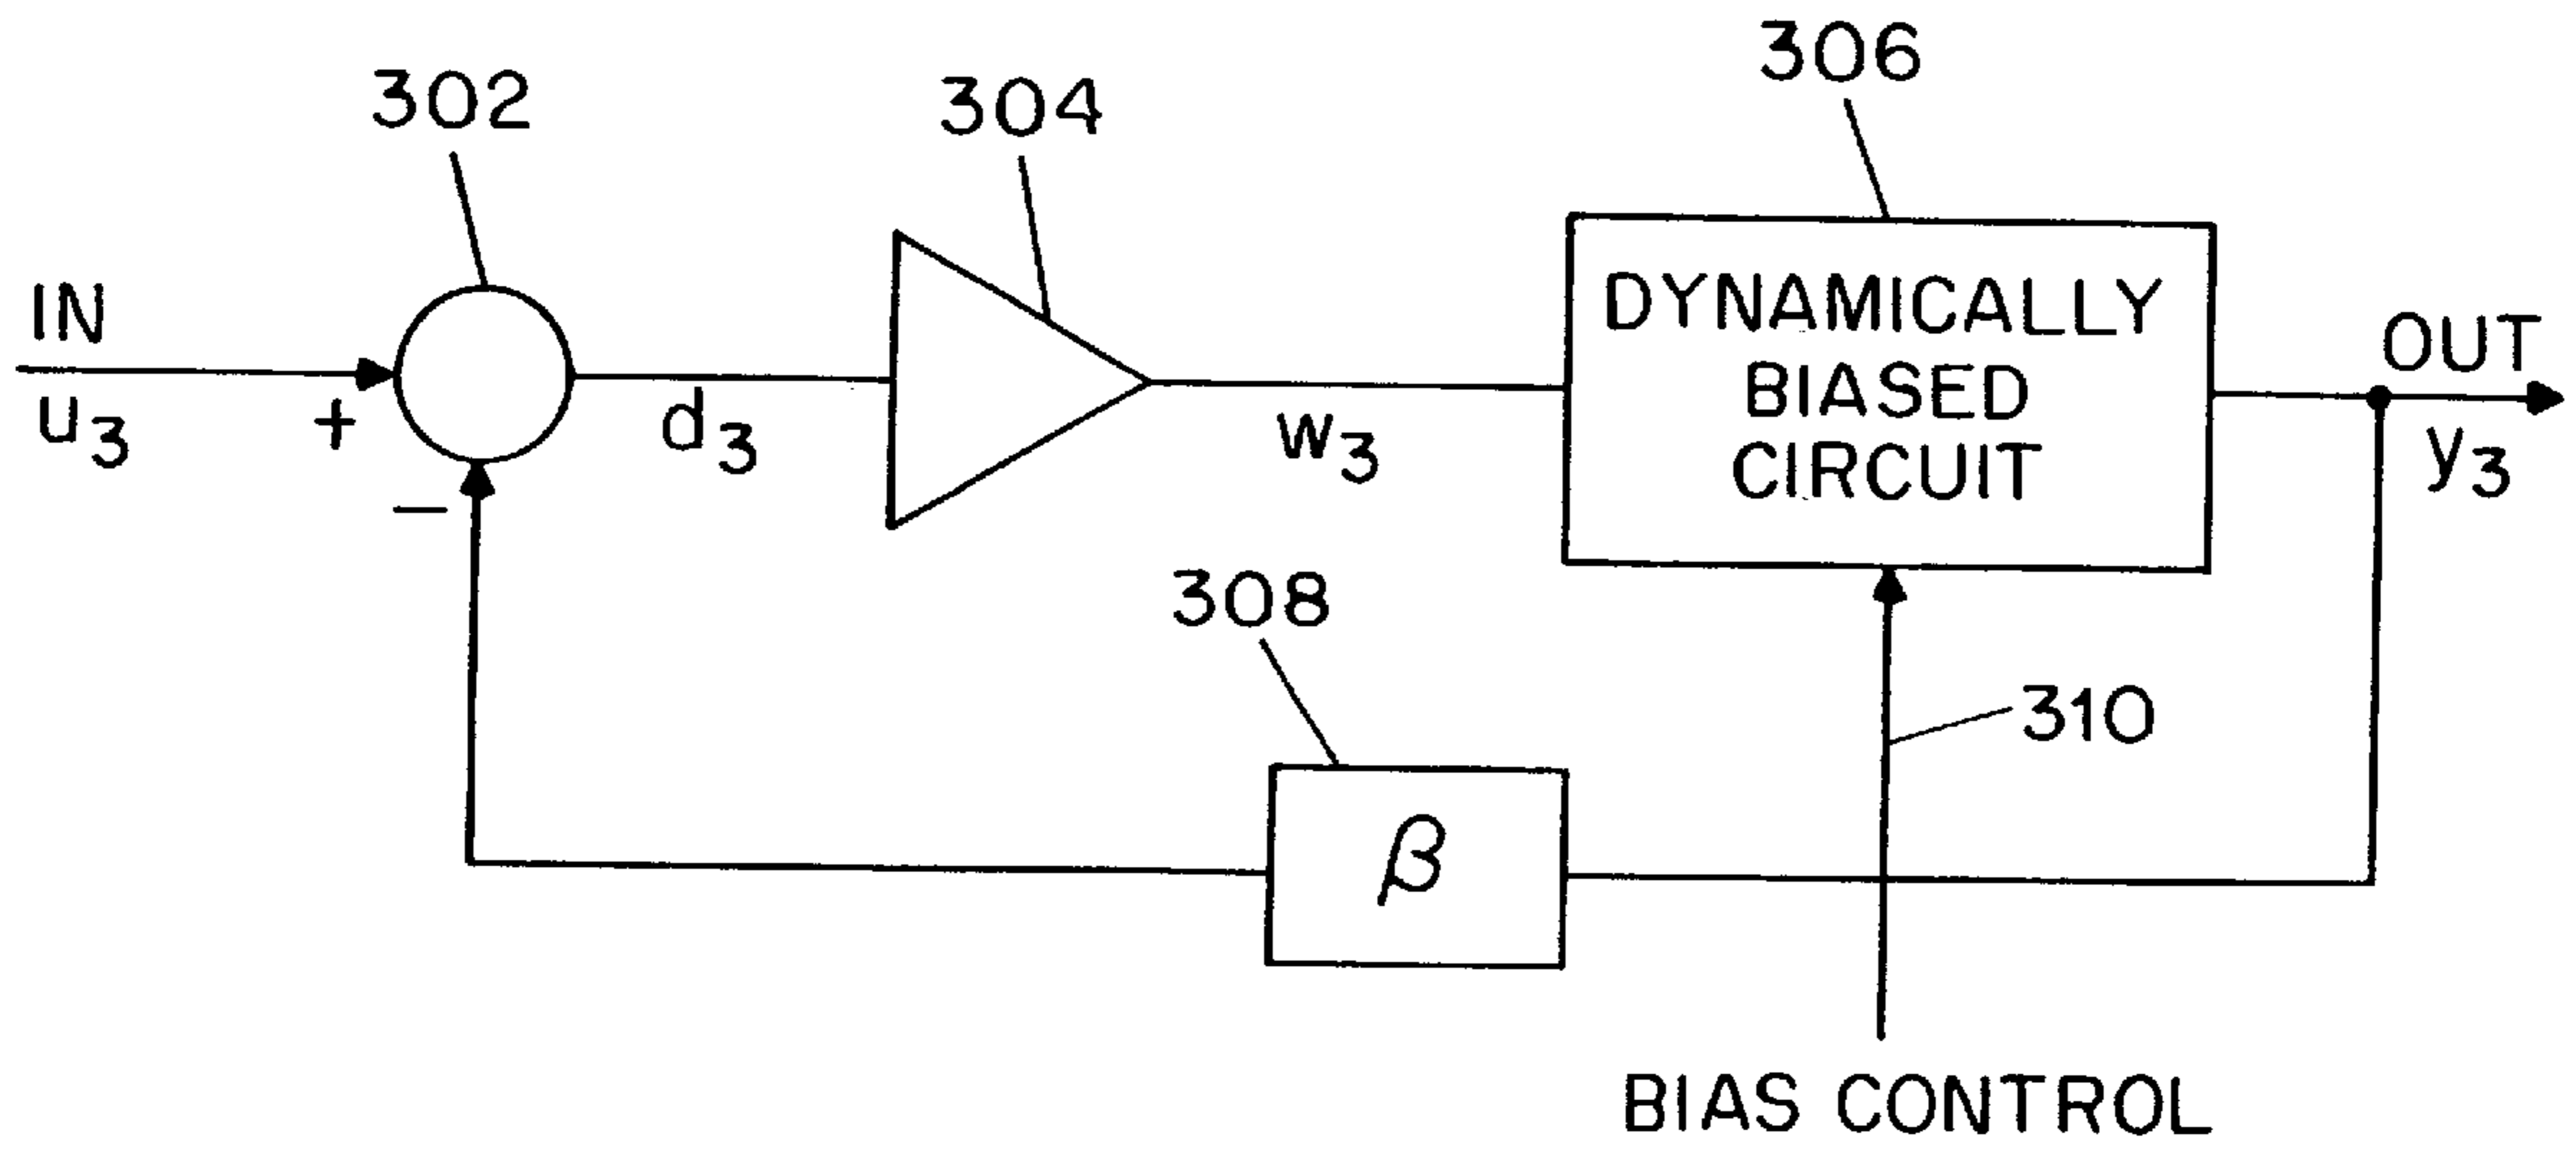 302
304
306
IN
u3
+
−
d3
w3
DYNAMICALLY
BIASED
CIRCUIT
OUT
y3
308
β
310
BIAS CONTROL